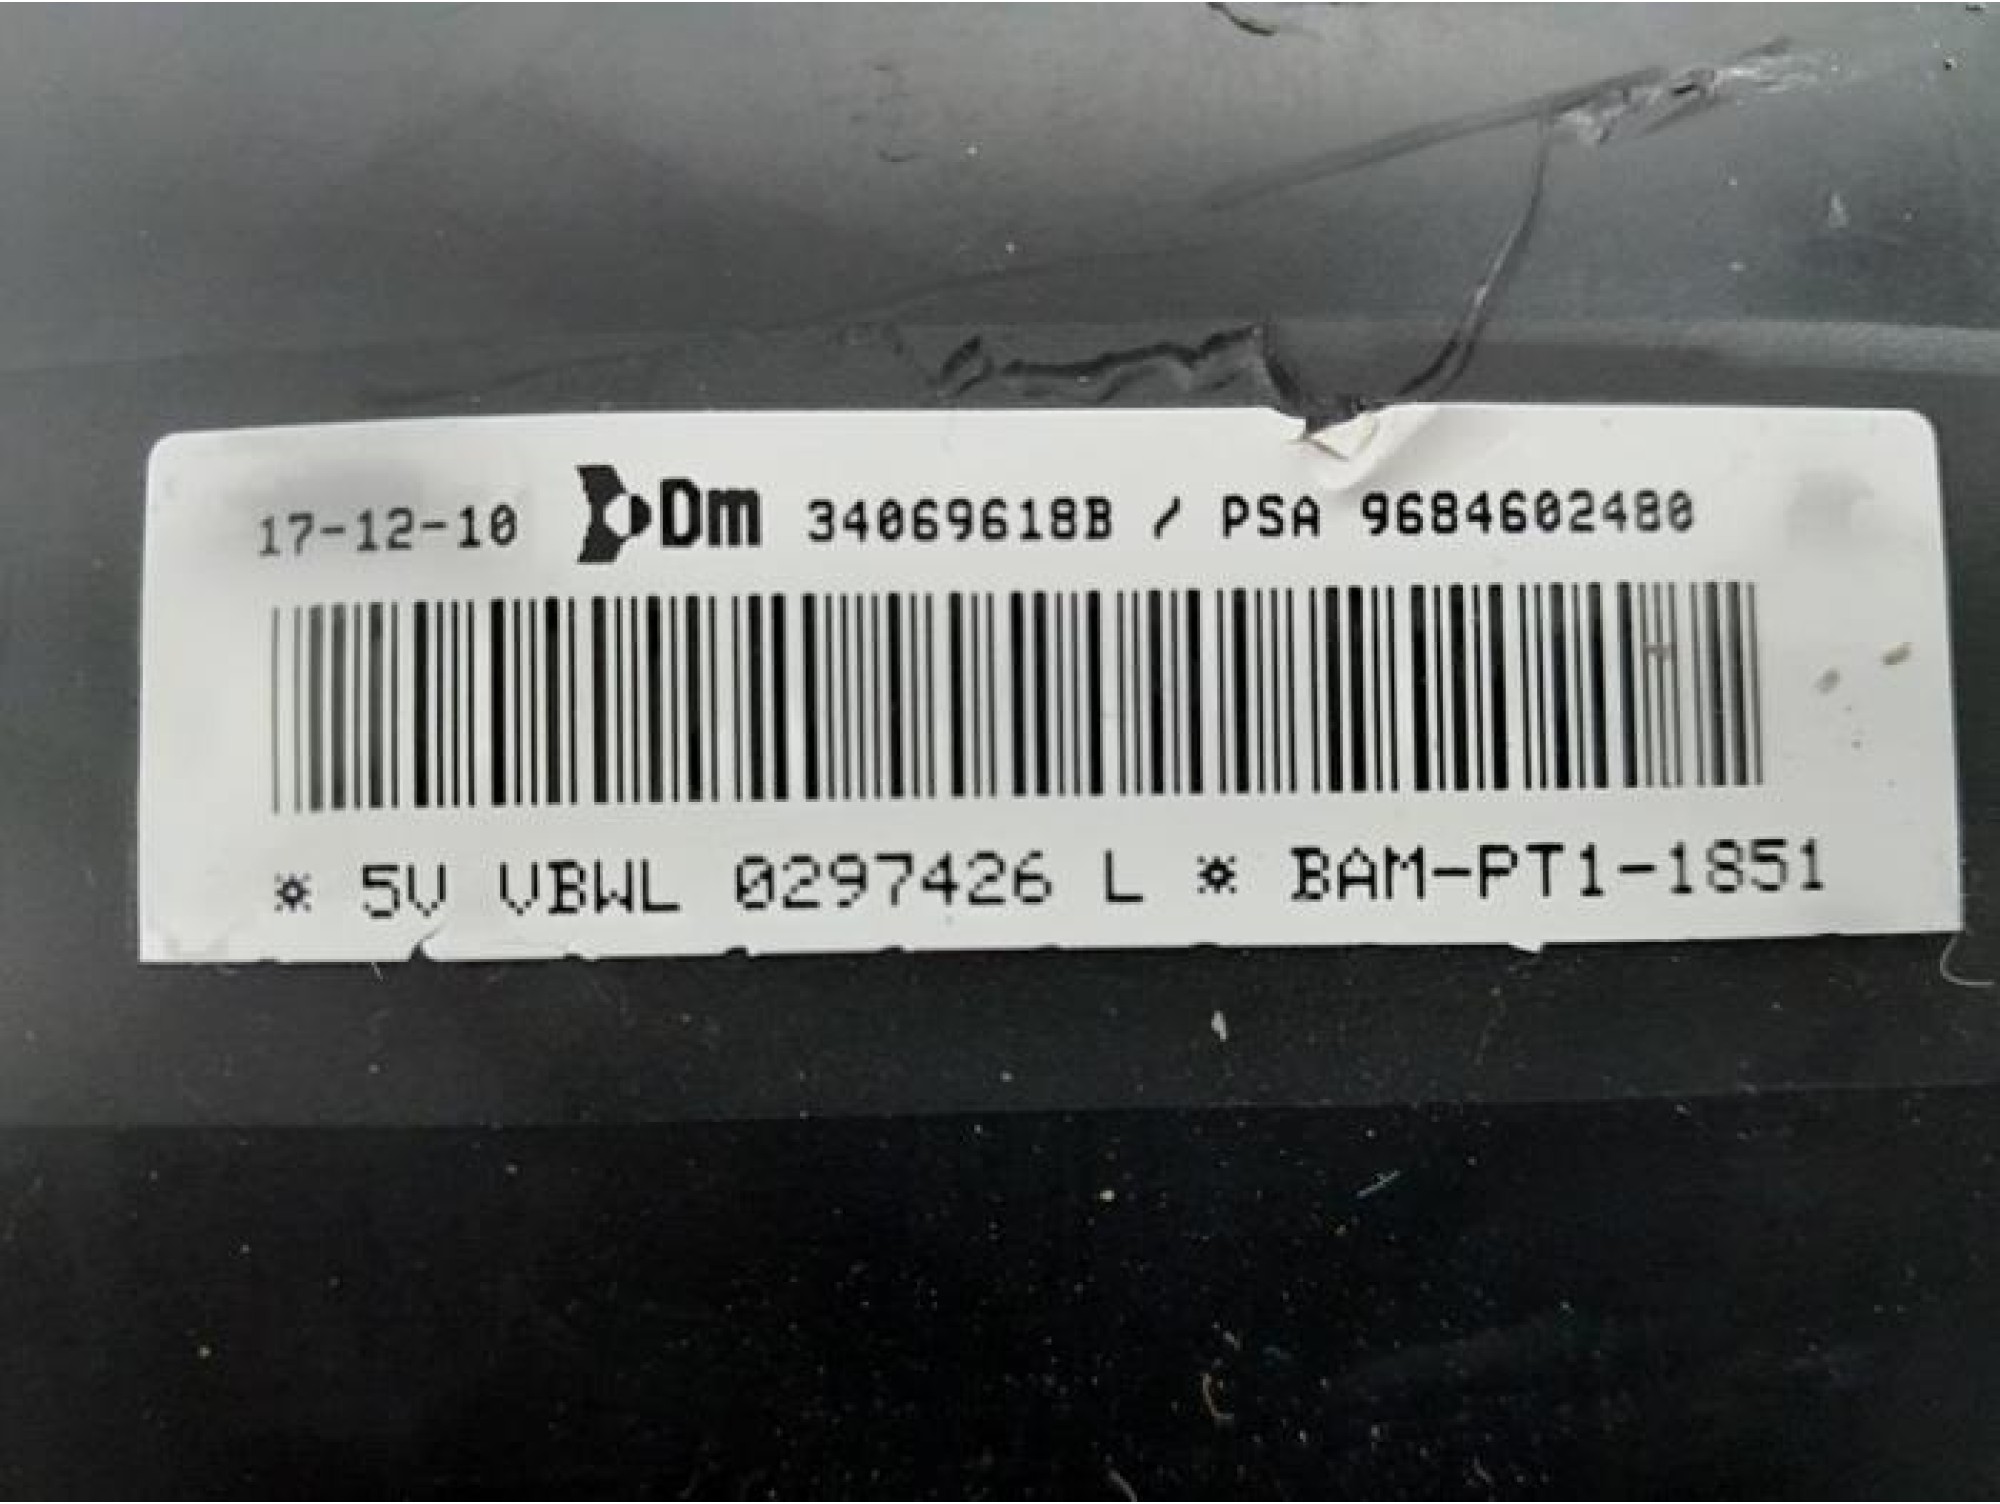 17-12-10 Dm 34069618B / PSA 9684602480
* 5V VBWL 0297426 L * BAM-PT1-1851